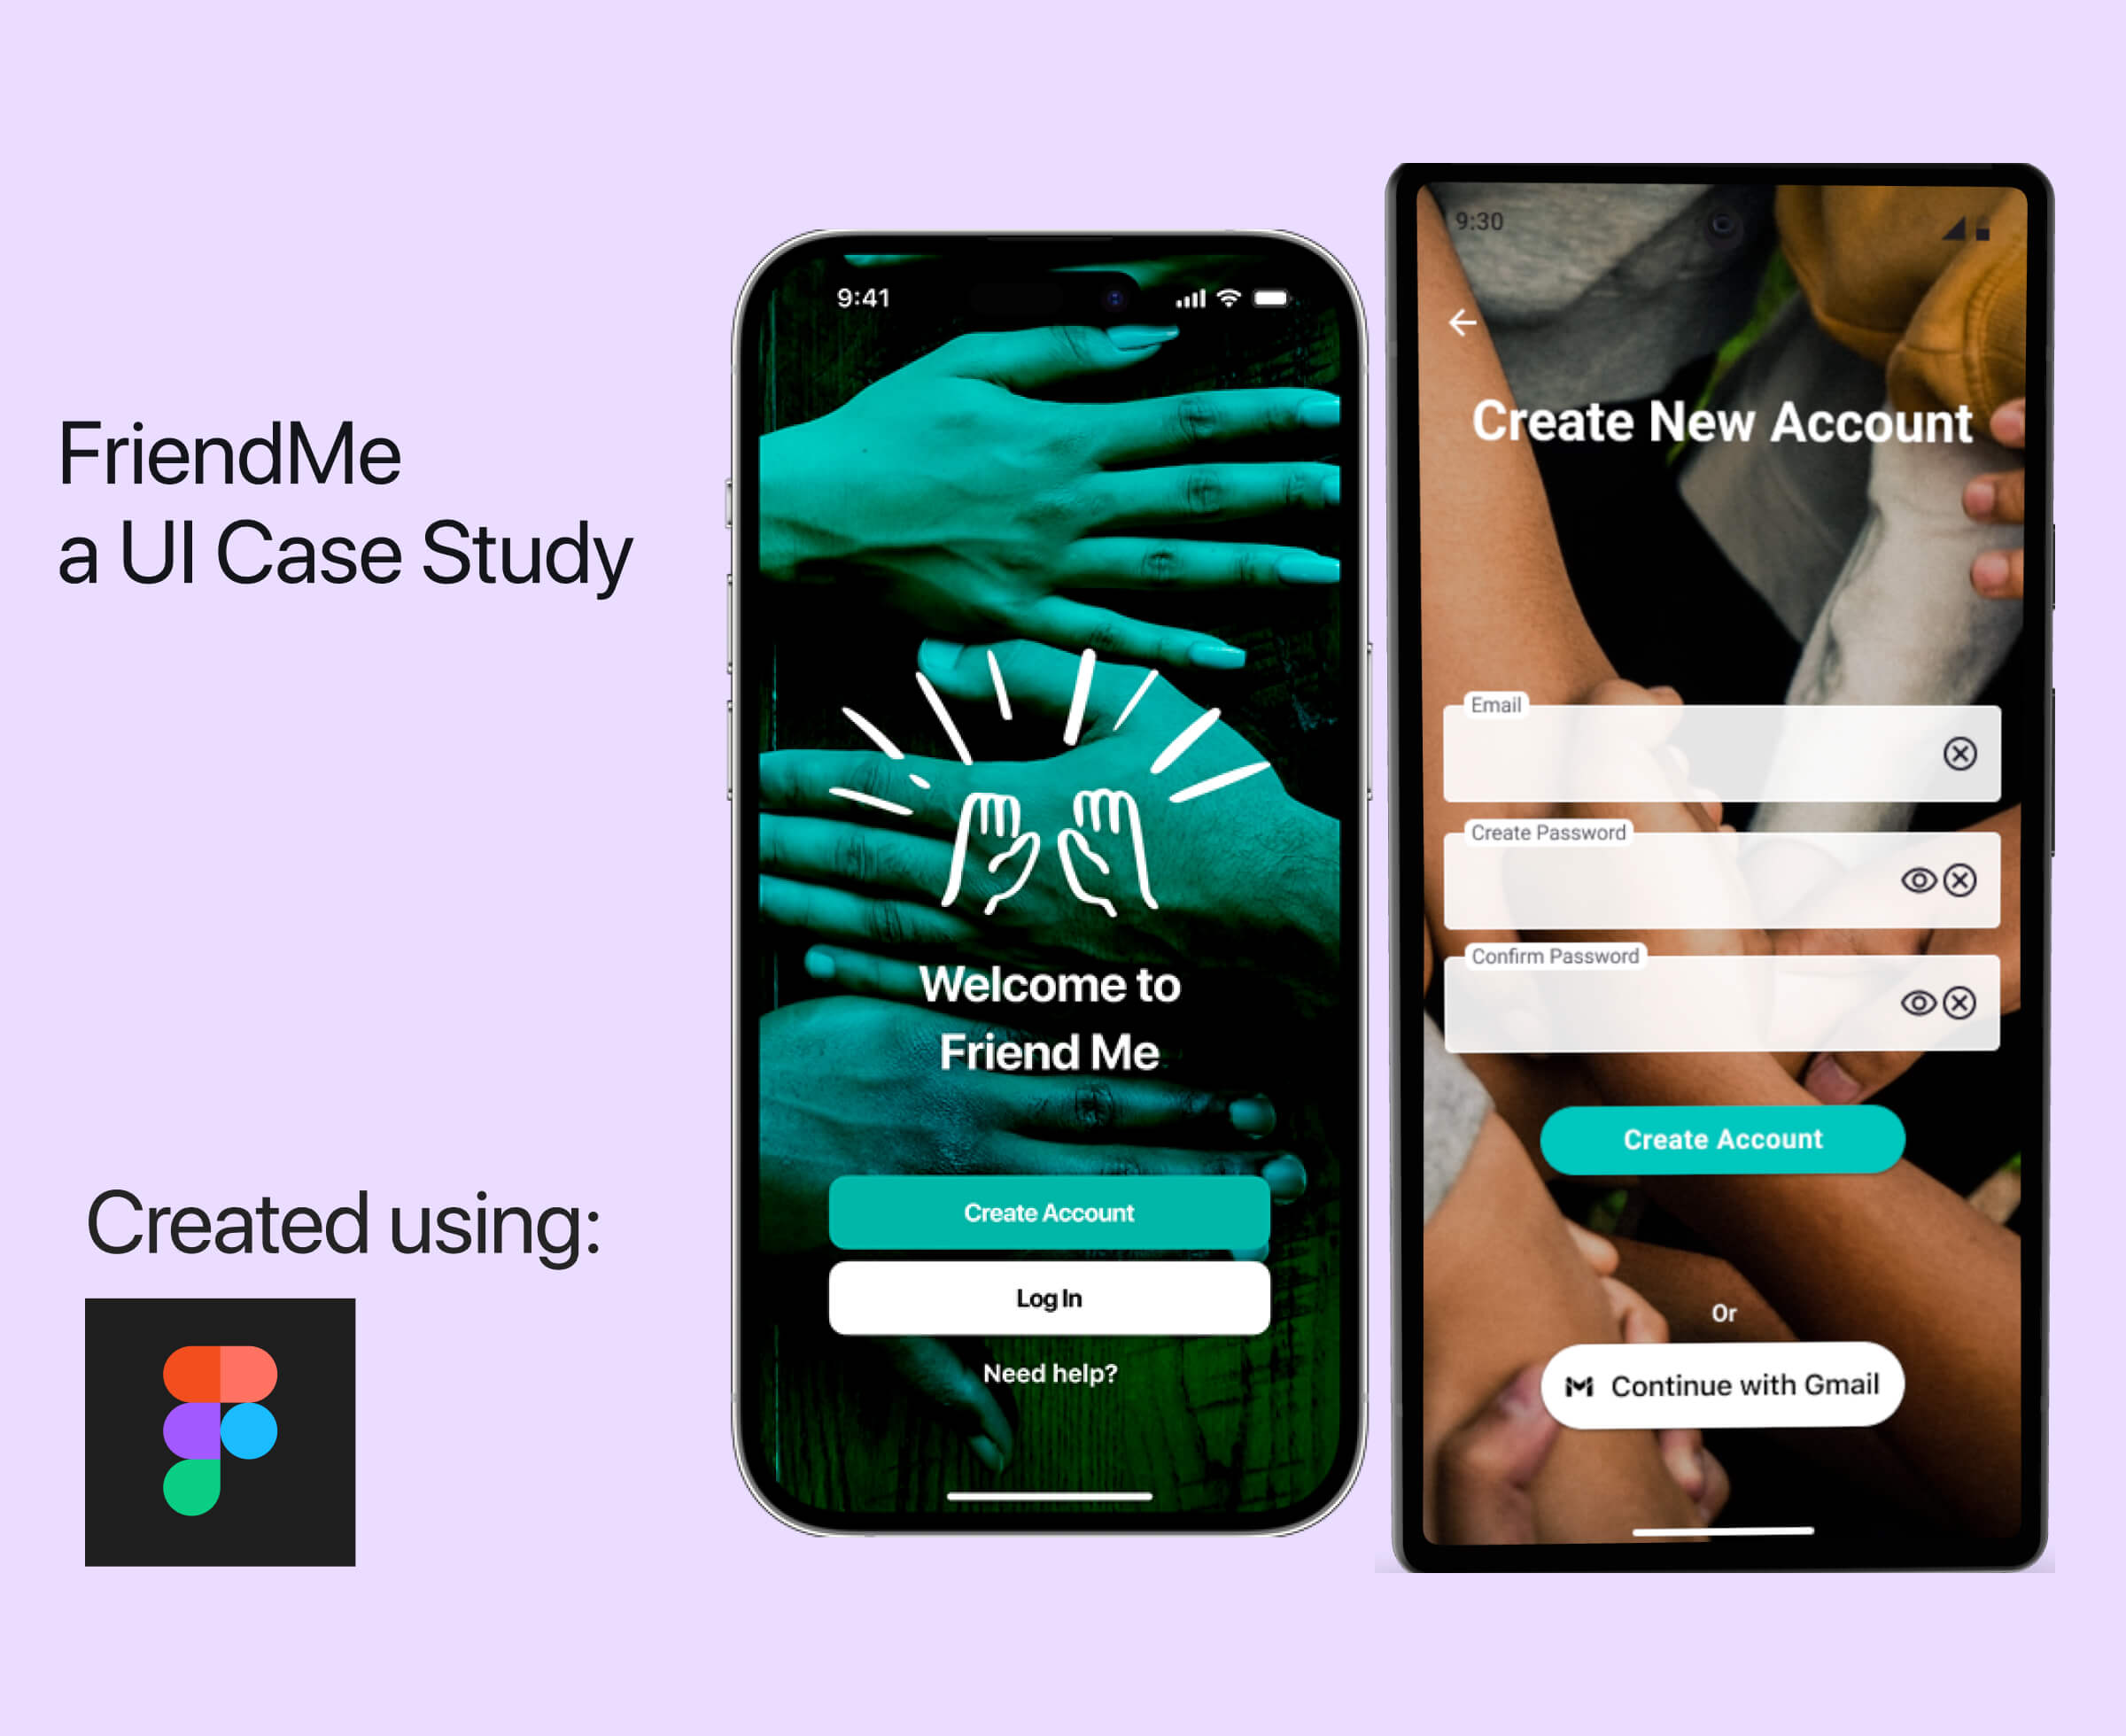 FriendMe
a UI Case Study
Created using:
9:41
Welcome to
Friend Me
Create Account
Log In
Need help?
9:30
Create New Account
Email
Create Password
Confirm Password
Create Account
Or
Continue with Gmail